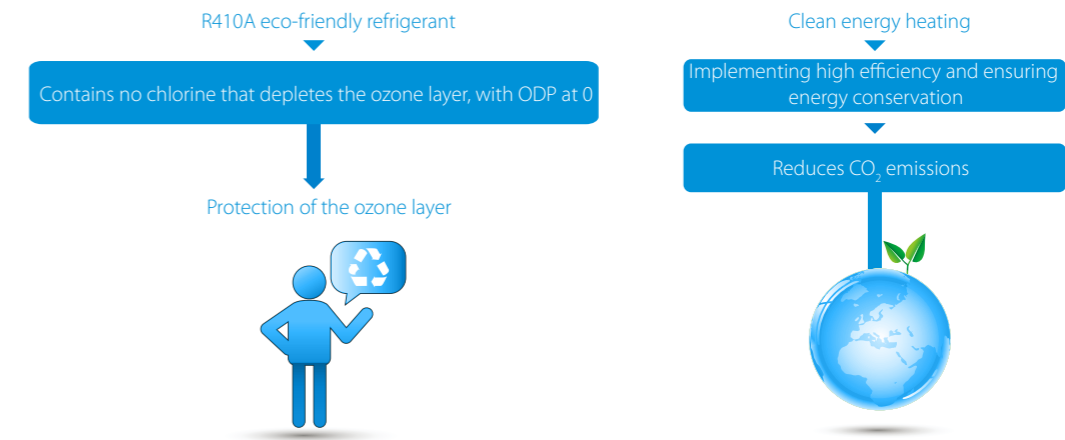 R410A eco-friendly refrigerant
Contains no chlorine that depletes the ozone layer, with ODP at 0
Protection of the ozone layer
Clean energy heating
Implementing high efficiency and ensuring
energy conservation
Reduces CO₂ emissions